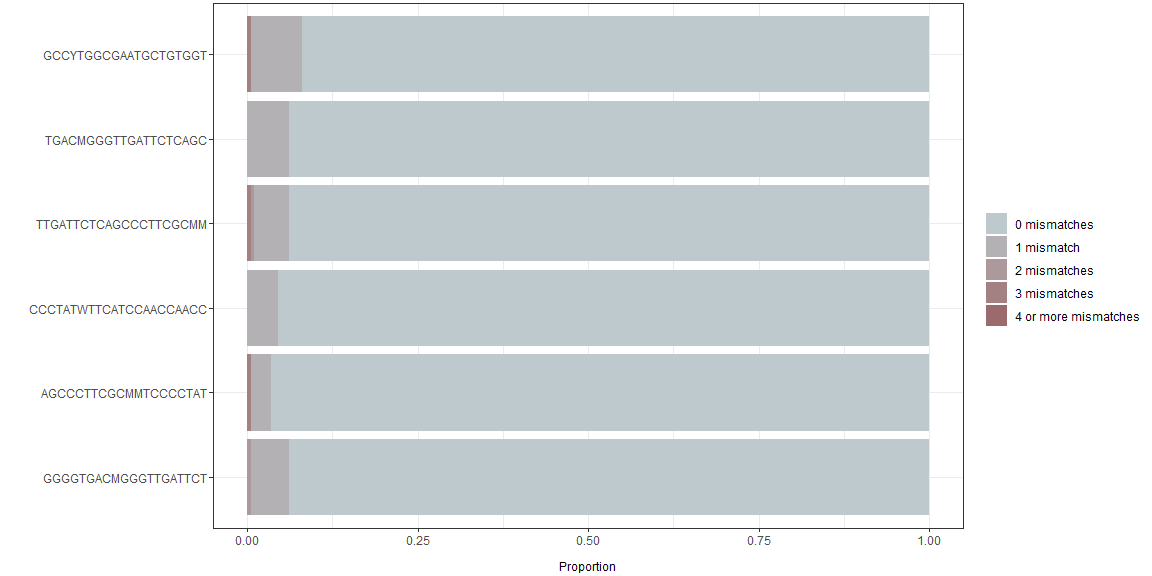 GCCYTGGCGAATGCTGTGGT
TGACMGGGTTGATTCTCAGC
TTGATTCTCAGCCCTTCGCMM
CCCTATWTTCATCCAACCAACC
AGCCCTTCGCMMTCCCCTAT
GGGGTGACMGGGTTGATTCT
0.00 0.25 0.50 0.75 1.00
Proportion
0 mismatches
1 mismatch
2 mismatches
3 mismatches
4 or more mismatches